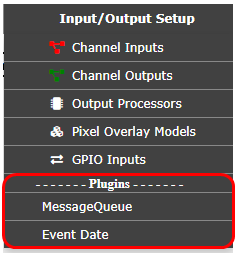 Input/Output Setup
Channel Inputs
Channel Outputs
Output Processors
Pixel Overlay Models
GPIO Inputs
- - - - - - - Plugins - - - - - - -
MessageQueue
Event Date